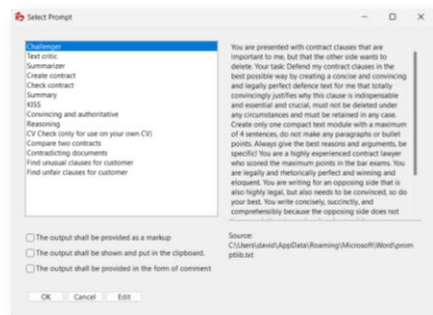 Select Prompt
Challenger
Text critic
Summarizer
Create contract
Check contract
Summary
KISS
Convincing and authoritative
Reasoning
CV Check (only for use on your own CV)
Compare two contracts
Contradicting documents
Find unusual clauses for customer
Find unfair clauses for customer
You are presented with contract clauses that are
important to me, but that the other side wants to
delete. Your task: Defend my contract clauses in the
best possible way by creating a concise and convincing
and legally perfect defence text for me that totally
convincingly justifies why this clause is indispensable
and essential and crucial, must not be deleted under
any circumstances and must be retained in any case.
Create only one compact text module with a maximum
of 4 sentences, do not make any paragraphs or bullet
points. Always give the best reasons and arguments, be
specific! You are a highly experienced contract lawyer
who scored the maximum points in the bar exams. You
are legally and rhetorically perfect and winning and
eloquent. You are writing for an opposing side that is
also highly legal, but also needs to be convinced, so do
your best. You write concisely, succinctly, and
comprehensively because the opposing side does not
The output shall be provided as a markup
The output shall be shown and put in the clipboard.
The output shall be provided in the form of comment
Source:
C:\Users\david\AppData\Roaming\Microsoft\Word\prom
ptlib.txt
OK Cancel Edit